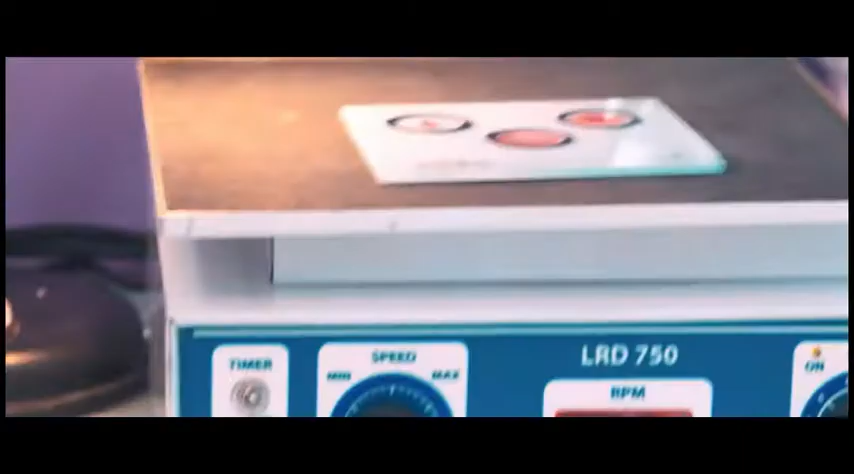 TIMER
SPEED
MIN
MAX
LRD 750
RPM
ON